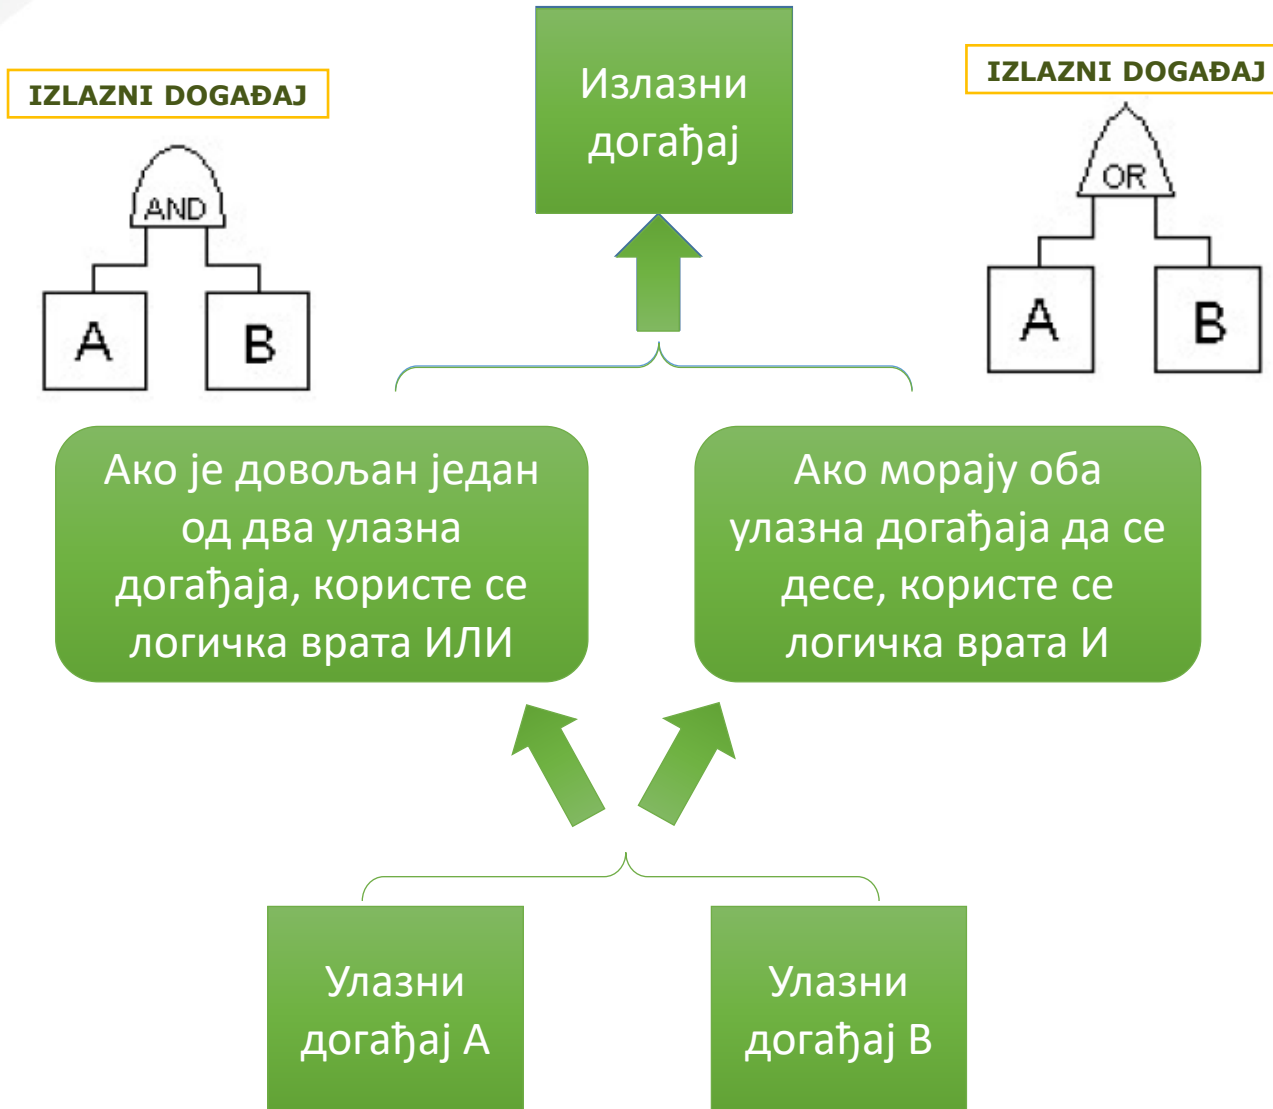 IZLAZNI DOGAĐAJ
AND
A B
Излазни
догађај
IZLAZNI DOGAĐAJ
OR
A B
Ако је довољан један
од два улазна
догађаја, користе се
логичка врата ИЛИ
Ако морају оба
улазна догађаја да се
десе, користе се
логичка врата И
Улазни
догађај А
Улазни
догађај В